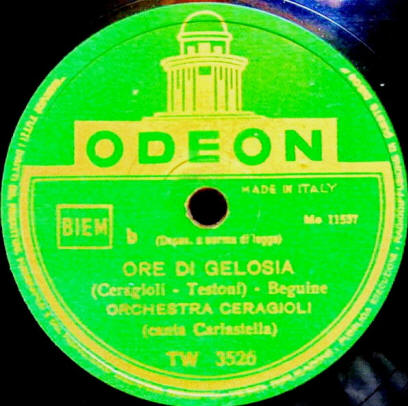 ODEON
MADE IN ITALY
BIEM
Mo 11537
b
(Depos. a norma di legge)
ORE DI GELOSIA
(Ceragioli - Testoni) - Beguine
ORCHESTRA CERAGIOLI
(canta Carlastella)
TW 3526